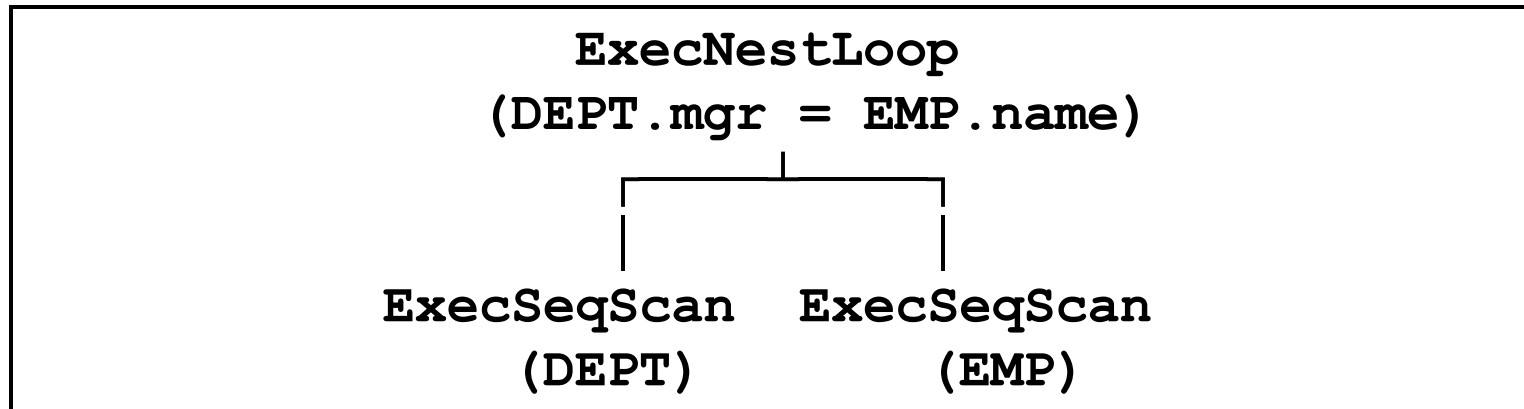 ExecNestLoop
(DEPT.mgr = EMP.name)
ExecSeqScan ExecSeqScan
(DEPT) (EMP)